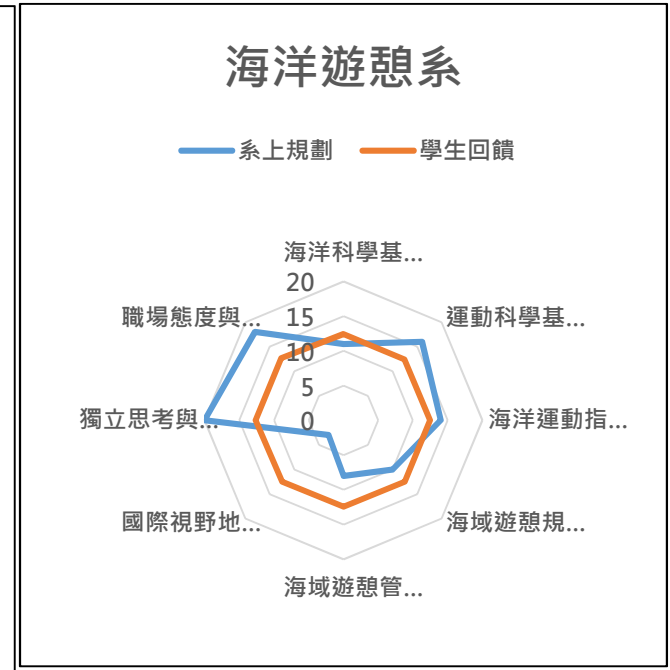 海洋遊憩系
系上規劃 學生回饋
海洋科學基...
運動科學基...
海洋運動指...
海域遊憩規...
海域遊憩管...
國際視野地...
獨立思考與...
職場態度與...
20
15
10
5
0